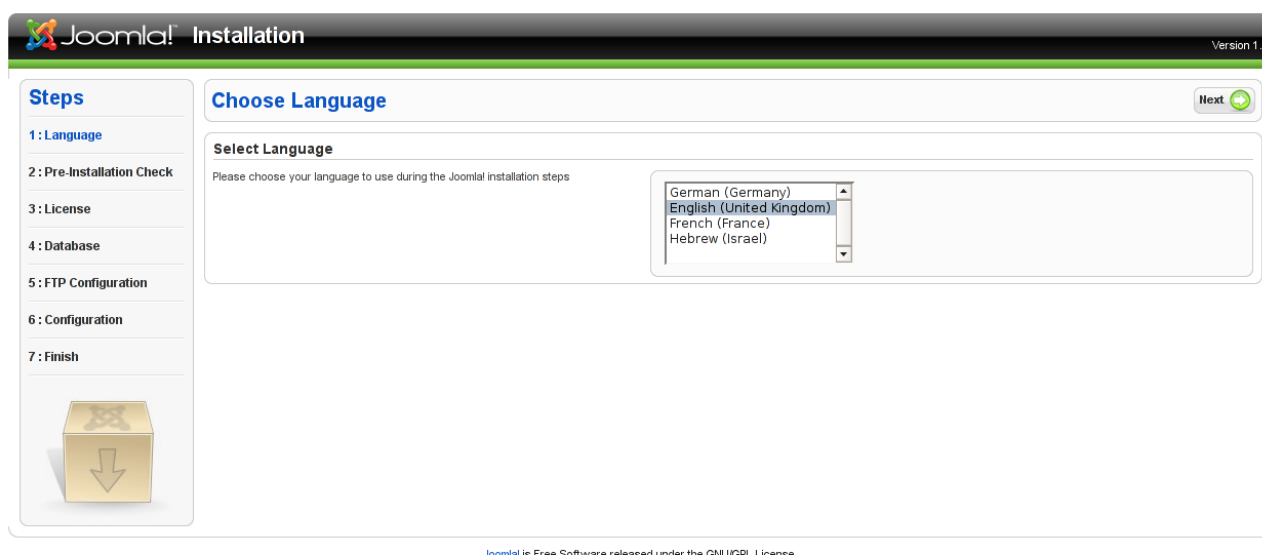 Joomla! Installation
Version 1.
Steps
1 : Language
2 : Pre-Installation Check
3 : License
4 : Database
5 : FTP Configuration
6 : Configuration
7 : Finish
Choose Language
Next
Select Language
Please choose your language to use during the Joomla! installation steps
German (Germany)
English (United Kingdom)
French (France)
Hebrew (Israel)
Joomla! is Free Software released under the GNU/GPL License.